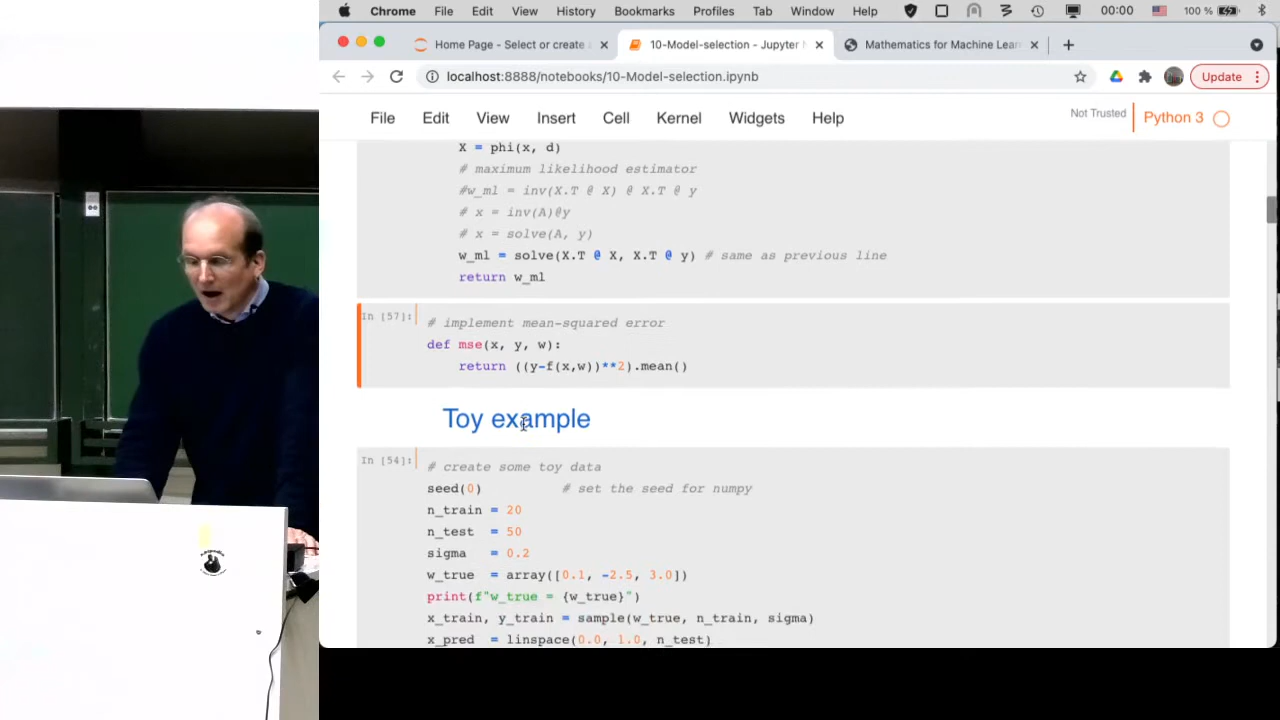 Chrome File Edit View History Bookmarks Profiles Tab Window Help 00:00 100 %
Home Page - Select or create a
10-Model-selection - Jupyter
Mathematics for Machine Lear
localhost:8888/notebooks/10-Model-selection.ipynb Update
File Edit View Insert Cell Kernel Widgets Help Not Trusted Python 3
X = phi(x, d)
# maximum likelihood estimator
#w_ml = inv(X.T @ X) @ X.T @ y
# x = inv(A)@y
# x = solve(A, y)
w_ml = solve(X.T @ X, X.T @ y) # same as previous line
return w_ml
In [57]:
# implement mean-squared error
def mse(x, y, w):
return ((y-f(x,w))**2).mean()
Toy example
In [54]:
# create some toy data
seed(0) # set the seed for numpy
n_train = 20
n_test = 50
sigma = 0.2
w_true = array([0.1, -2.5, 3.0])
print(f"w_true = {w_true}")
x_train, y_train = sample(w_true, n_train, sigma)
x_pred = linspace(0.0, 1.0, n_test)